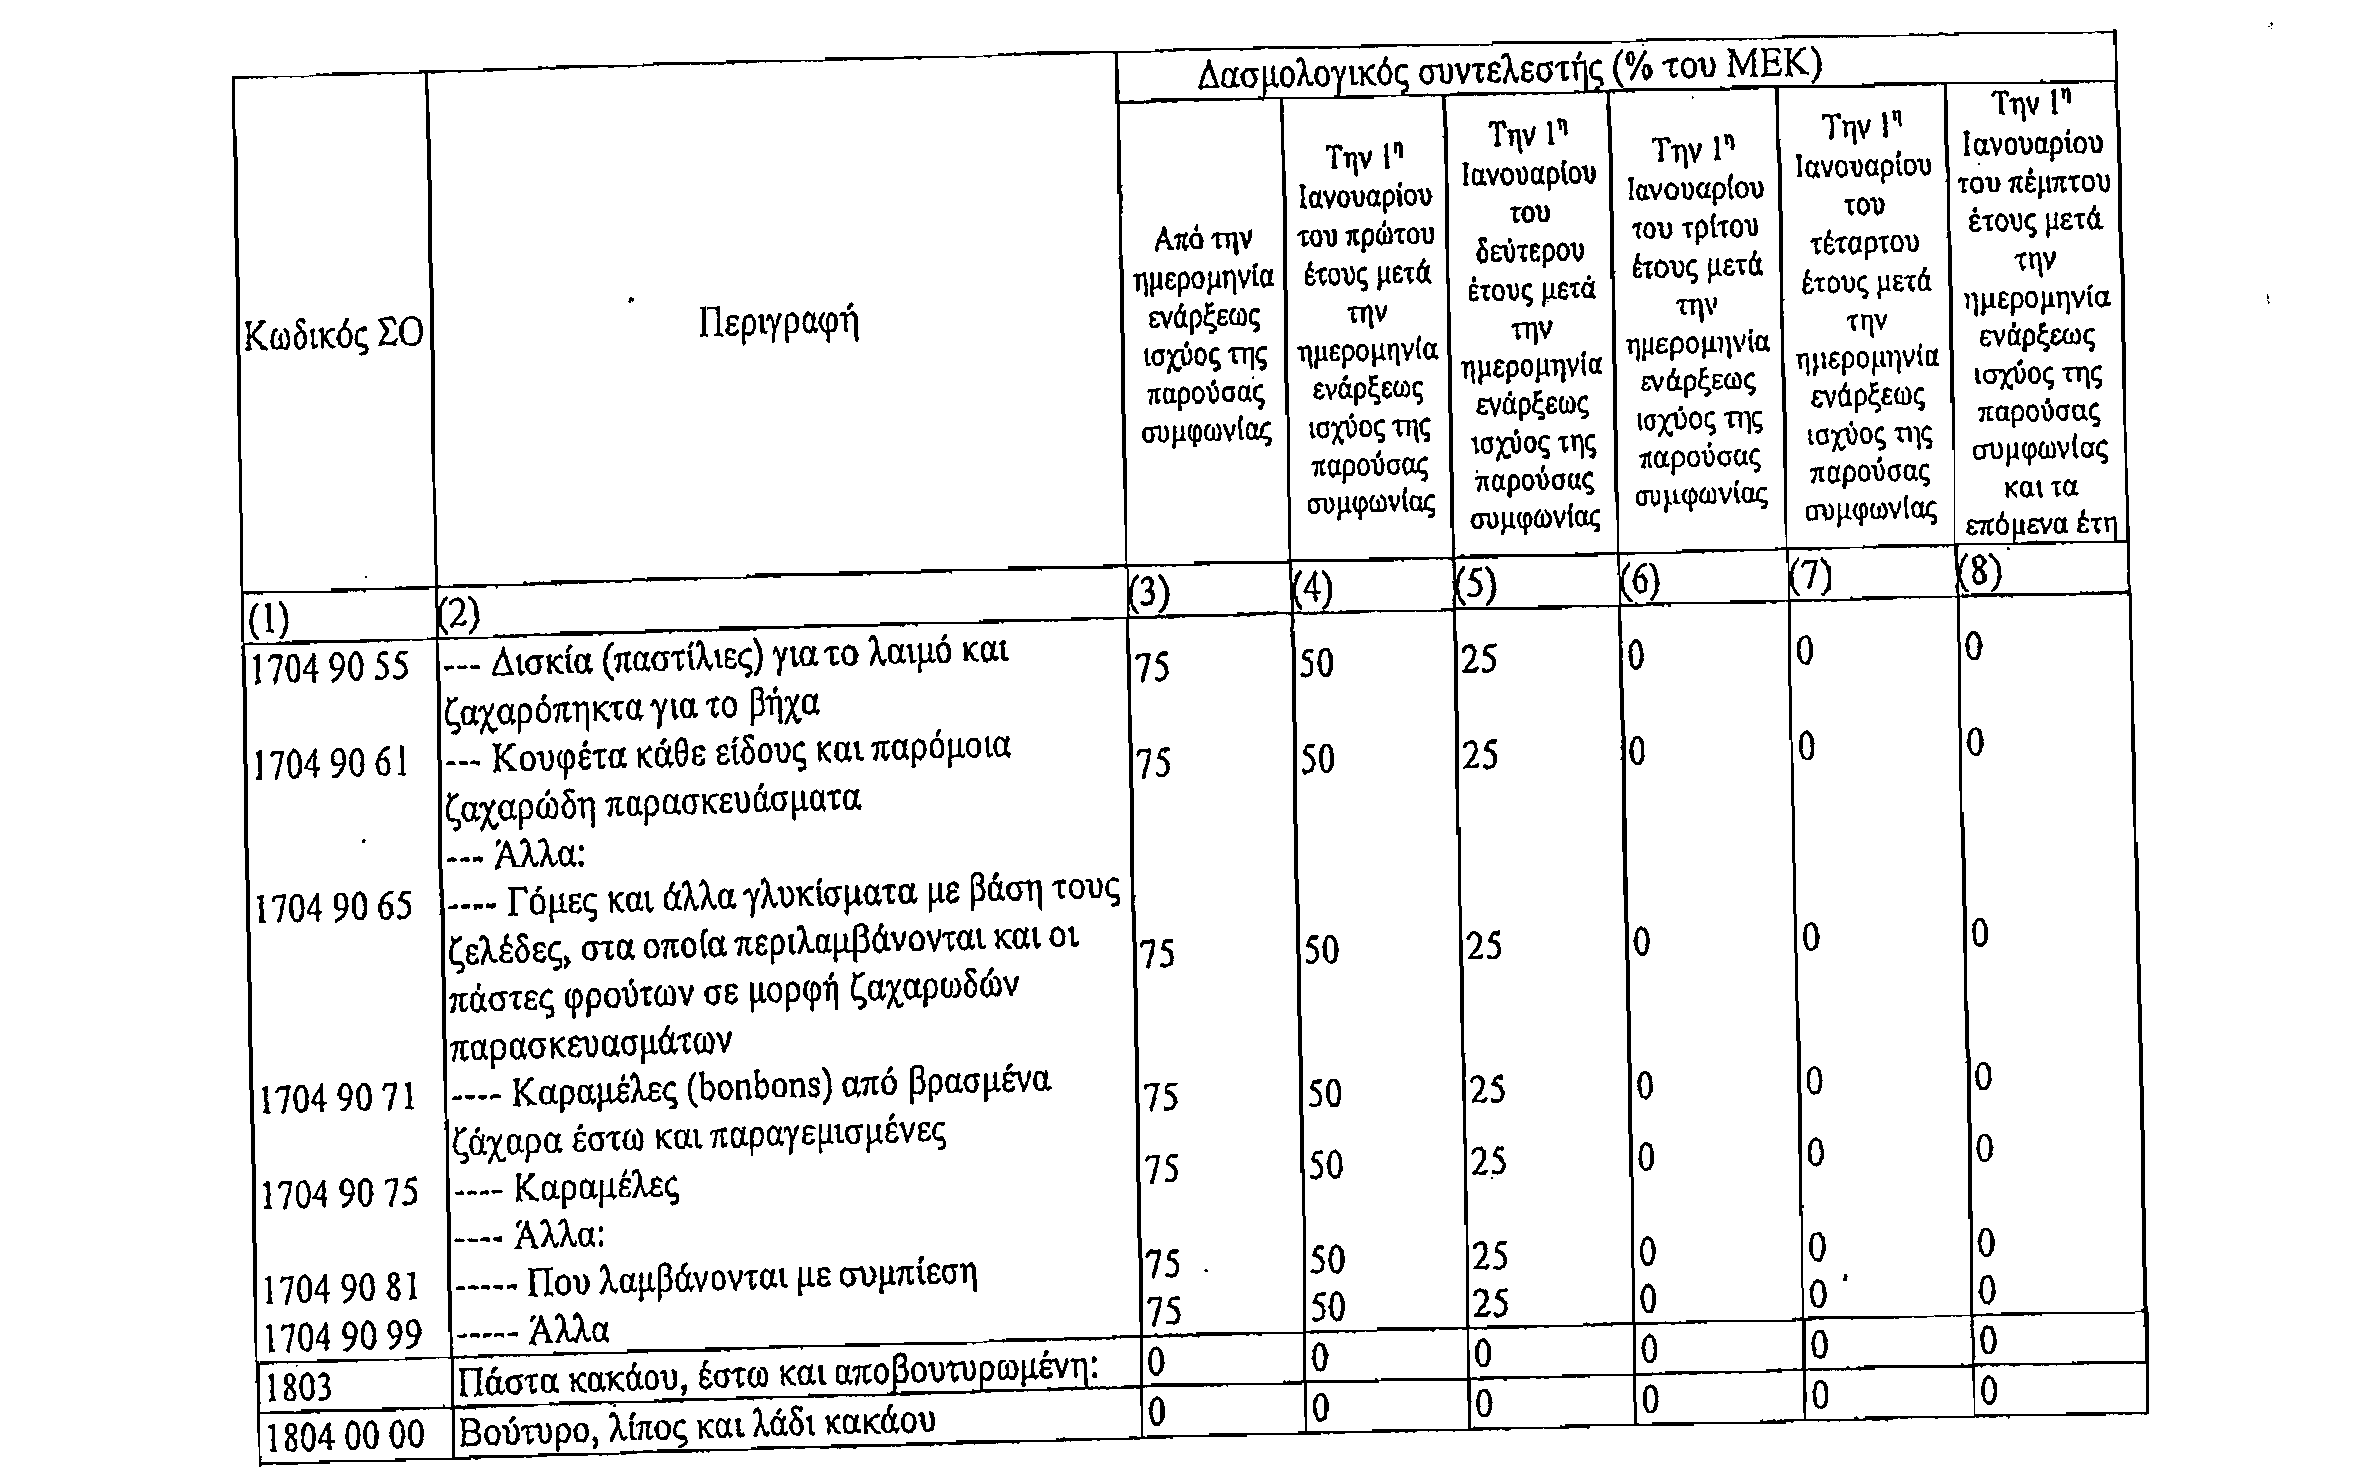 Δασμολογικός συντελεστής (% του ΜΕΚ)
Κωδικός ΣΟ
Περιγραφή
Από την
ημερομηνία
ενάρξεως
ισχύος της
παρούσας
συμφωνίας
Την 1η
Ιανουαρίου
του πρώτου
έτους μετά
την
ημερομηνία
ενάρξεως
ισχύος της
παρούσας
συμφωνίας
Την 1η
Ιανουαρίου
του
δεύτερου
έτους μετά
την
ημερομηνία
ενάρξεως
ισχύος της
παρούσας
συμφωνίας
Την 1η
Ιανουαρίου
του τρίτου
έτους μετά
την
ημερομηνία
ενάρξεως
ισχύος της
παρούσας
συμφωνίας
Την 1η
Ιανουαρίου
του
τέταρτου
έτους μετά
την
ημερομηνία
ενάρξεως
ισχύος της
παρούσας
συμφωνίας
Την 1η
Ιανουαρίου
του πέμπτου
έτους μετά
την
ημερομηνία
ενάρξεως
ισχύος της
παρούσας
συμφωνίας
και τα
επόμενα έτη
(1) (2) (3) (4) (5) (6) (7) (8)
1704 90 55 --- Δισκία (παστίλιες) για το λαιμό και 75 50 25 0 0 0
ζαχαρόπηκτα για το βήχα
1704 90 61 --- Κουφέτα κάθε είδους και παρόμοια 75 50 25 0 0 0
ζαχαρώδη παρασκευάσματα
--- Άλλα:
1704 90 65 ---- Γόμες και άλλα γλυκίσματα με βάση τους
ζελέδες, στα οποία περιλαμβάνονται και οι 75 50 25 0 0 0
πάστες φρούτων σε μορφή ζαχαρωδών
παρασκευασμάτων
1704 90 71 ---- Καραμέλες (bonbons) από βρασμένα 75 50 25 0 0 0
ζάχαρα έστω και παραγεμισμένες
1704 90 75 ---- Καραμέλες 75 50 25 0 0 0
---- Άλλα:
1704 90 81 ----- Που λαμβάνονται με συμπίεση 75 50 25 0 0 0
1704 90 99 ----- Άλλα 75 50 25 0 0 0
1803 Πάστα κακάου, έστω και αποβουτυρωμένη: 0 0 0 0 0 0
1804 00 00 Βούτυρο, λίπος και λάδι κακάου 0 0 0 0 0 0